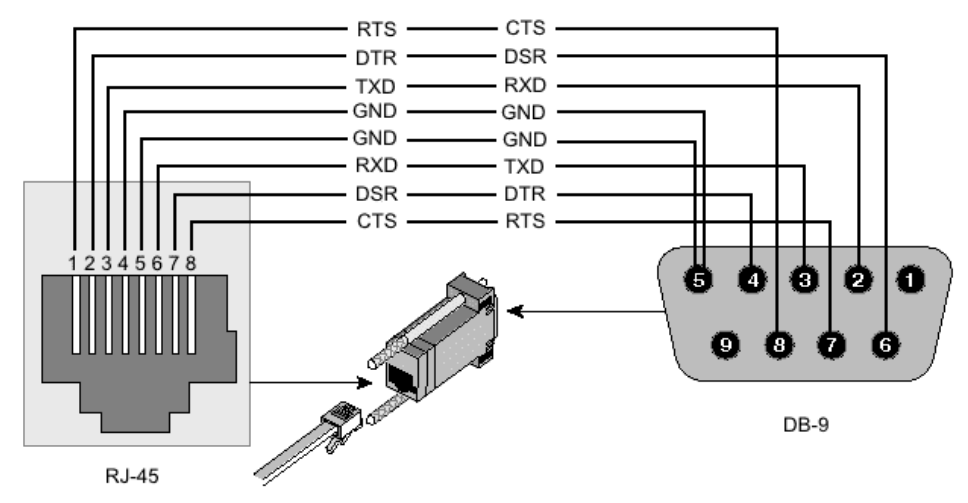 RTS CTS
DTR DSR
TXD RXD
GND GND
GND GND
RXD TXD
DSR DTR
CTS RTS
1 2 3 4 5 6 7 8
5 4 3 2 1
9 8 7 6
DB-9
RJ-45